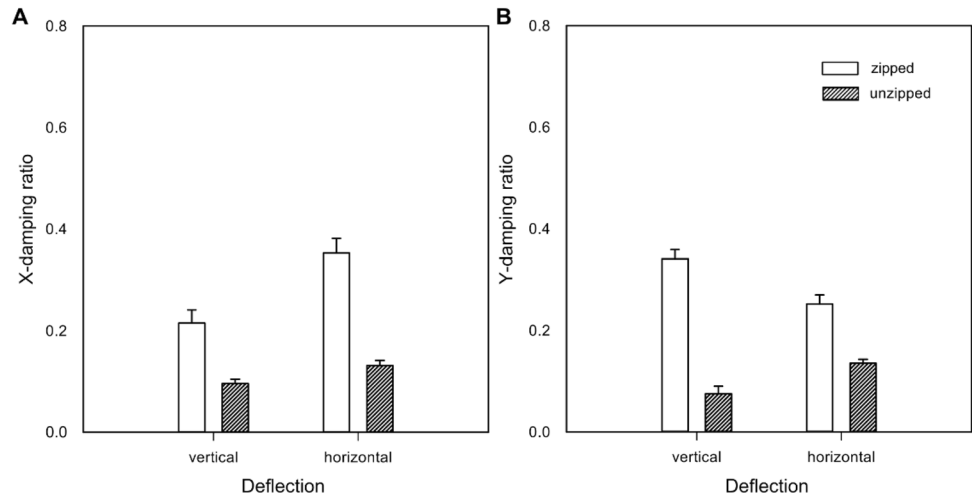 A
X-damping ratio
0.8
0.6
0.4
0.2
0.0
vertical horizontal
Deflection
B
Y-damping ratio
0.8
0.6
0.4
0.2
0.0
zipped
unzipped
vertical horizontal
Deflection